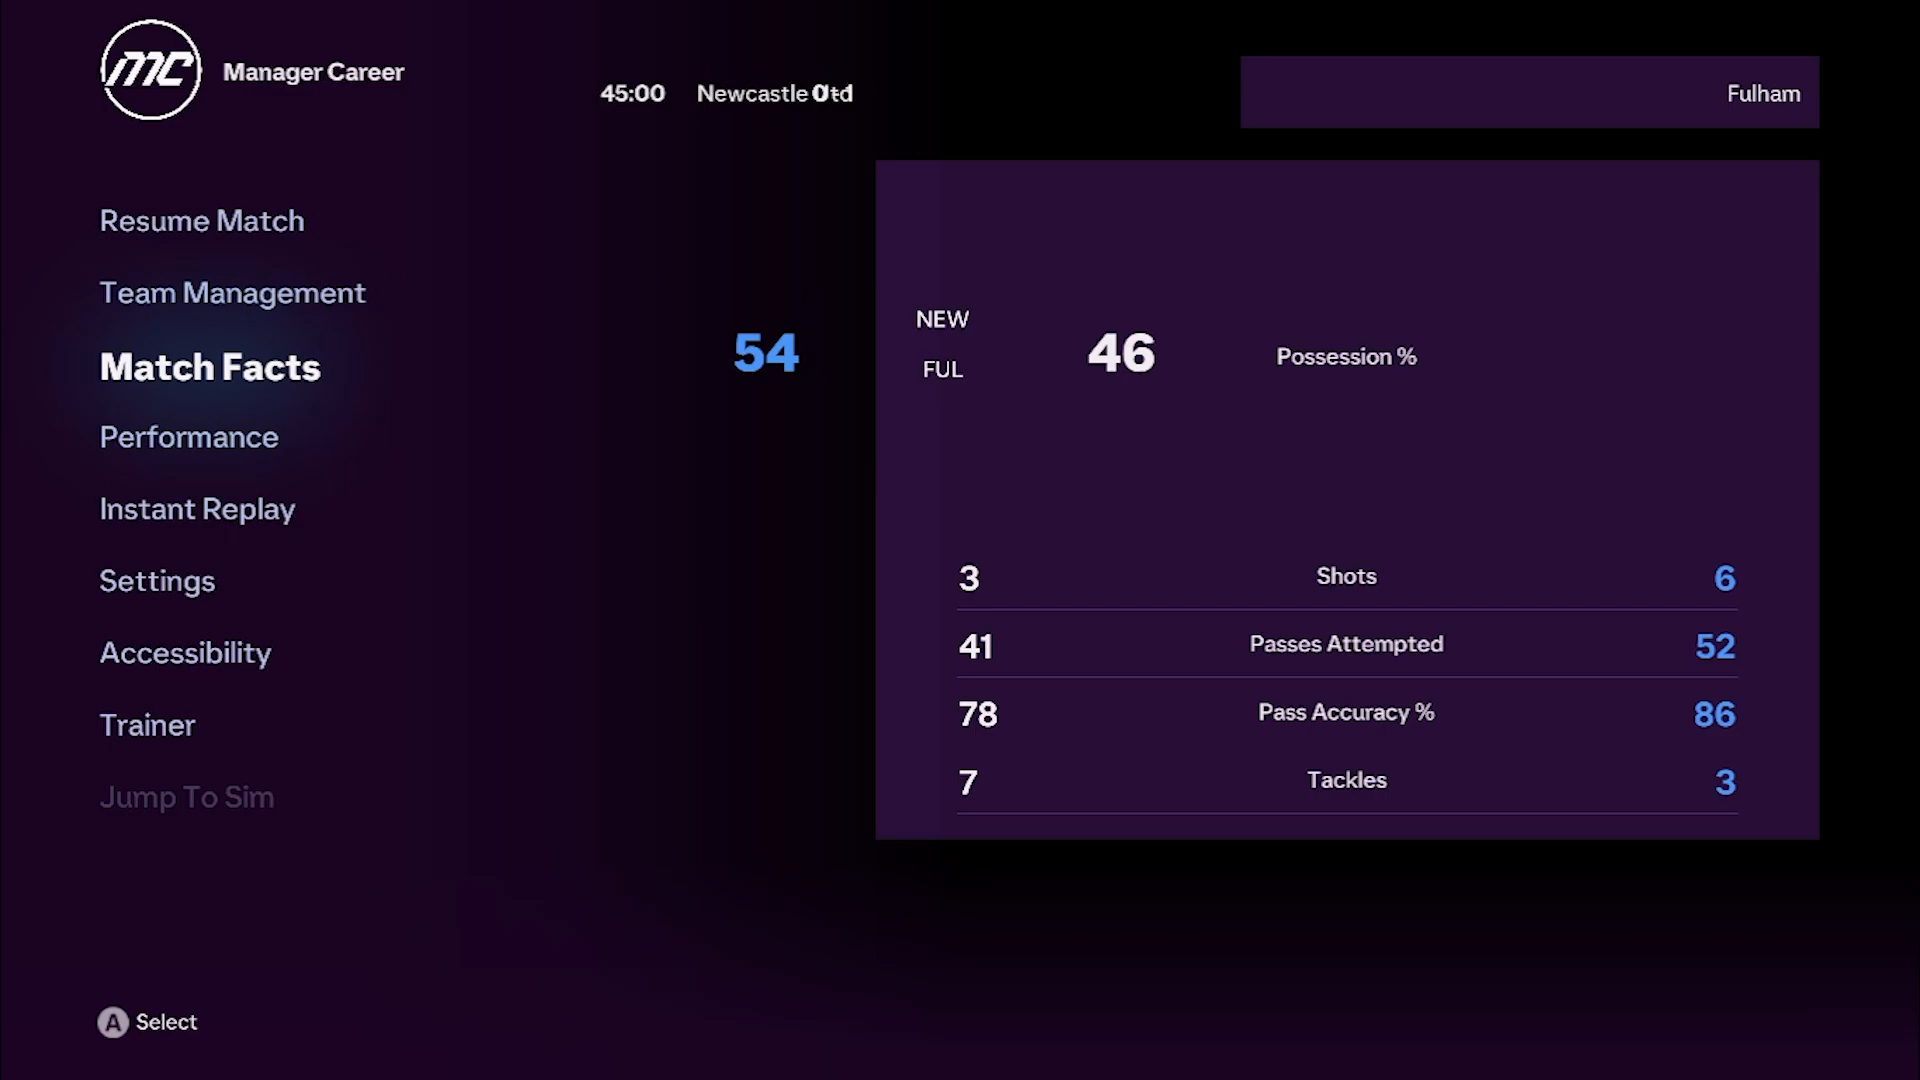 MC Manager Career
45:00 Newcastle Fulham
Resume Match
Team Management
Match Facts
Performance
Instant Replay
Settings
Accessibility
Trainer
Jump To Sim
54
NEW
FUL
46
Possession %
3 Shots 6
41 Passes Attempted 52
78 Pass Accuracy % 86
7 Tackles 3
A Select